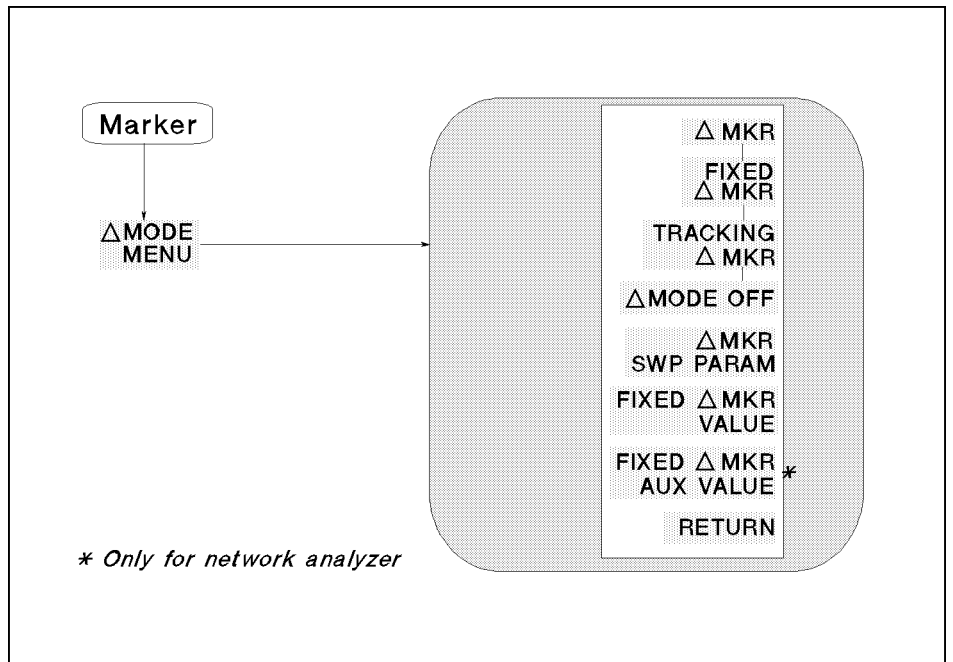 Marker
△MODE
MENU
△ MKR
FIXED
△ MKR
TRACKING
△ MKR
△MODE OFF
△MKR
SWP PARAM
FIXED △MKR
VALUE
FIXED △MKR *
AUX VALUE
RETURN
* Only for network analyzer